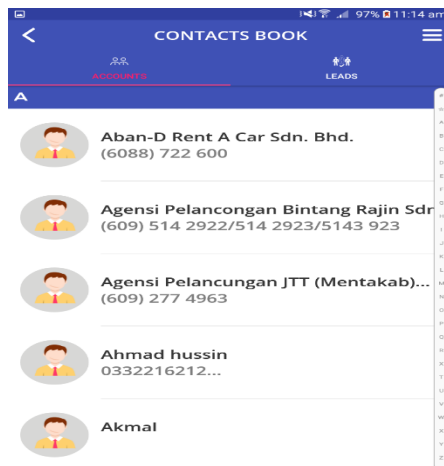 97% 11:14 am
CONTACTS BOOK
ACCOUNTS
LEADS
A
Aban-D Rent A Car Sdn. Bhd.
(6088) 722 600
Agensi Pelancongan Bintang Rajin Sdr
(609) 514 2922/514 2923/5143 923
Agensi Pelancungan JTT (Mentakab)...
(609) 277 4963
Ahmad hussin
0332216212...
Akmal
#
A
B
C
D
E
F
G
H
I
J
K
L
M
N
O
P
Q
R
T
U
V
W
X
Y
Z